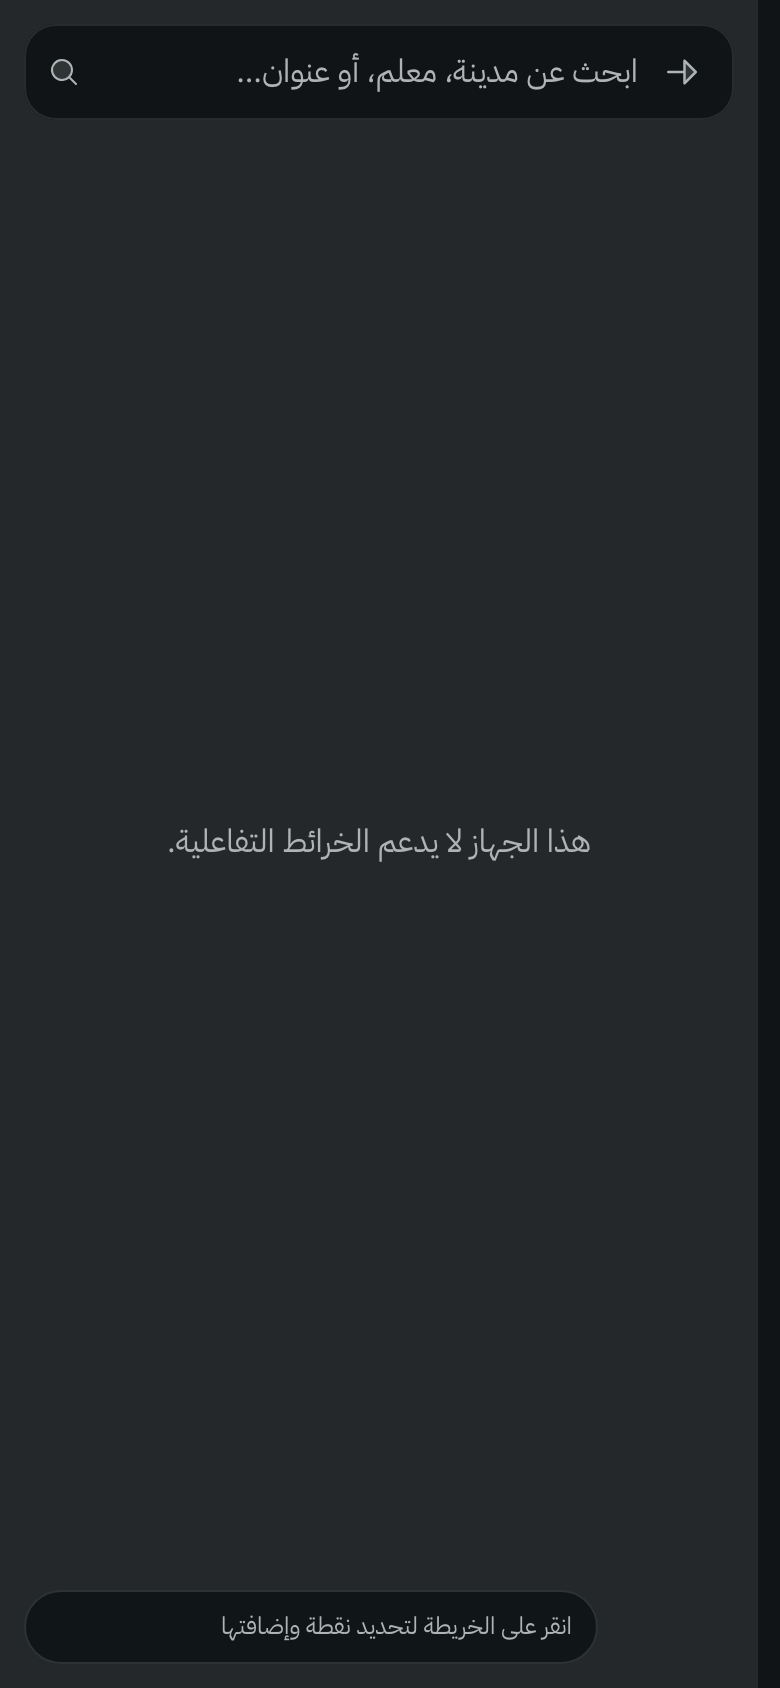 ابحث عن مدينة، معلم، أو عنوان...
هذا الجهاز لا يدعم الخرائط التفاعلية.
انقر على الخريطة لتحديد نقطة وإضافتها